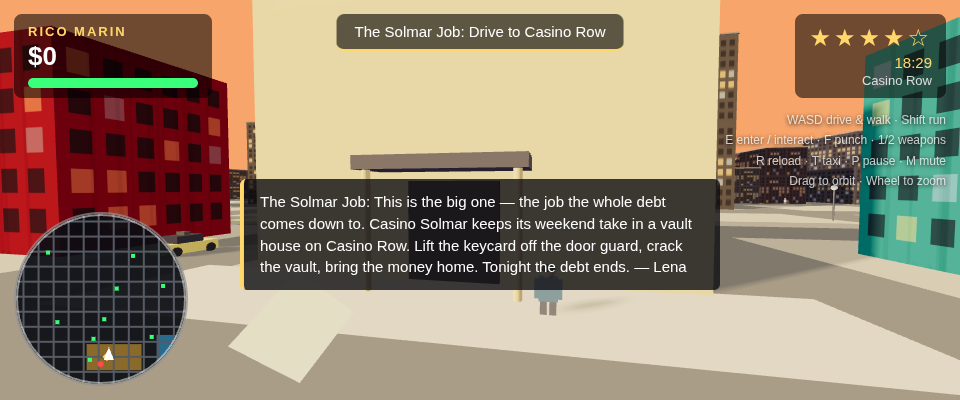 RICO MARIN
$0
The Solmar Job: Drive to Casino Row
★★★★☆
18:29
Casino Row
WASD drive & walk · Shift run
E enter / interact · F punch · 1/2 weapons
R reload · T taxi · P pause · M mute
Drag to orbit · Wheel to zoom
The Solmar Job: This is the big one — the job the whole debt
comes down to. Casino Solmar keeps its weekend take in a vault
house on Casino Row. Lift the keycard off the door guard, crack
the vault, bring the money home. Tonight the debt ends. — Lena